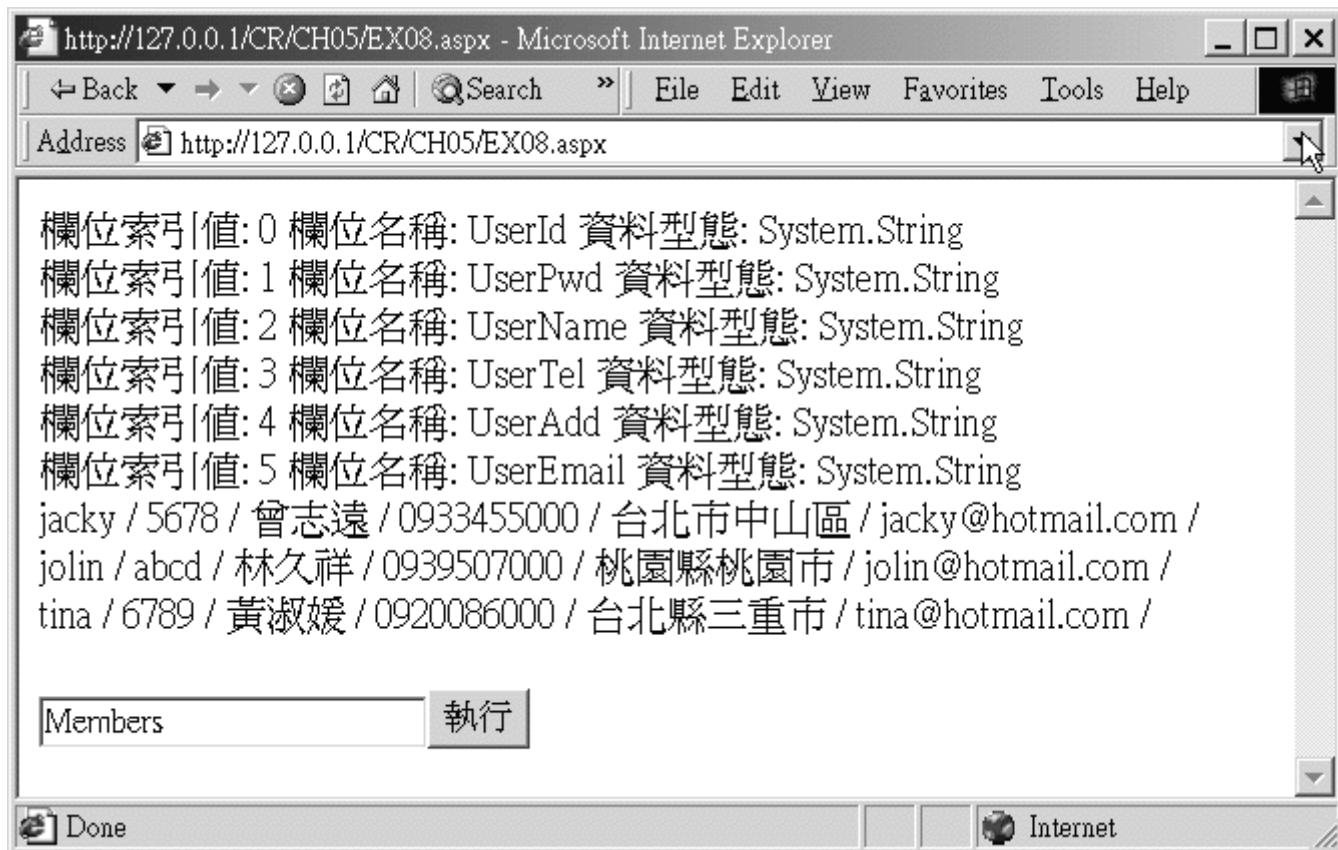 http://127.0.0.1/CR/CH05/EX08.aspx - Microsoft Internet Explorer
Back Search » File Edit View Favorites Tools Help
Address http://127.0.0.1/CR/CH05/EX08.aspx
欄位索引值: 0 欄位名稱: UserId 資料型態: System.String
欄位索引值: 1 欄位名稱: UserPwd 資料型態: System.String
欄位索引值: 2 欄位名稱: UserName 資料型態: System.String
欄位索引值: 3 欄位名稱: UserTel 資料型態: System.String
欄位索引值: 4 欄位名稱: UserAdd 資料型態: System.String
欄位索引值: 5 欄位名稱: UserEmail 資料型態: System.String
jacky / 5678 / 曾志遠 / 0933455000 / 台北市中山區 / jacky@hotmail.com /
jolin / abcd / 林久祥 / 0939507000 / 桃園縣桃園市 / jolin@hotmail.com /
tina / 6789 / 黃淑媛 / 0920086000 / 台北縣三重市 / tina@hotmail.com /
Members 執行
Done Internet